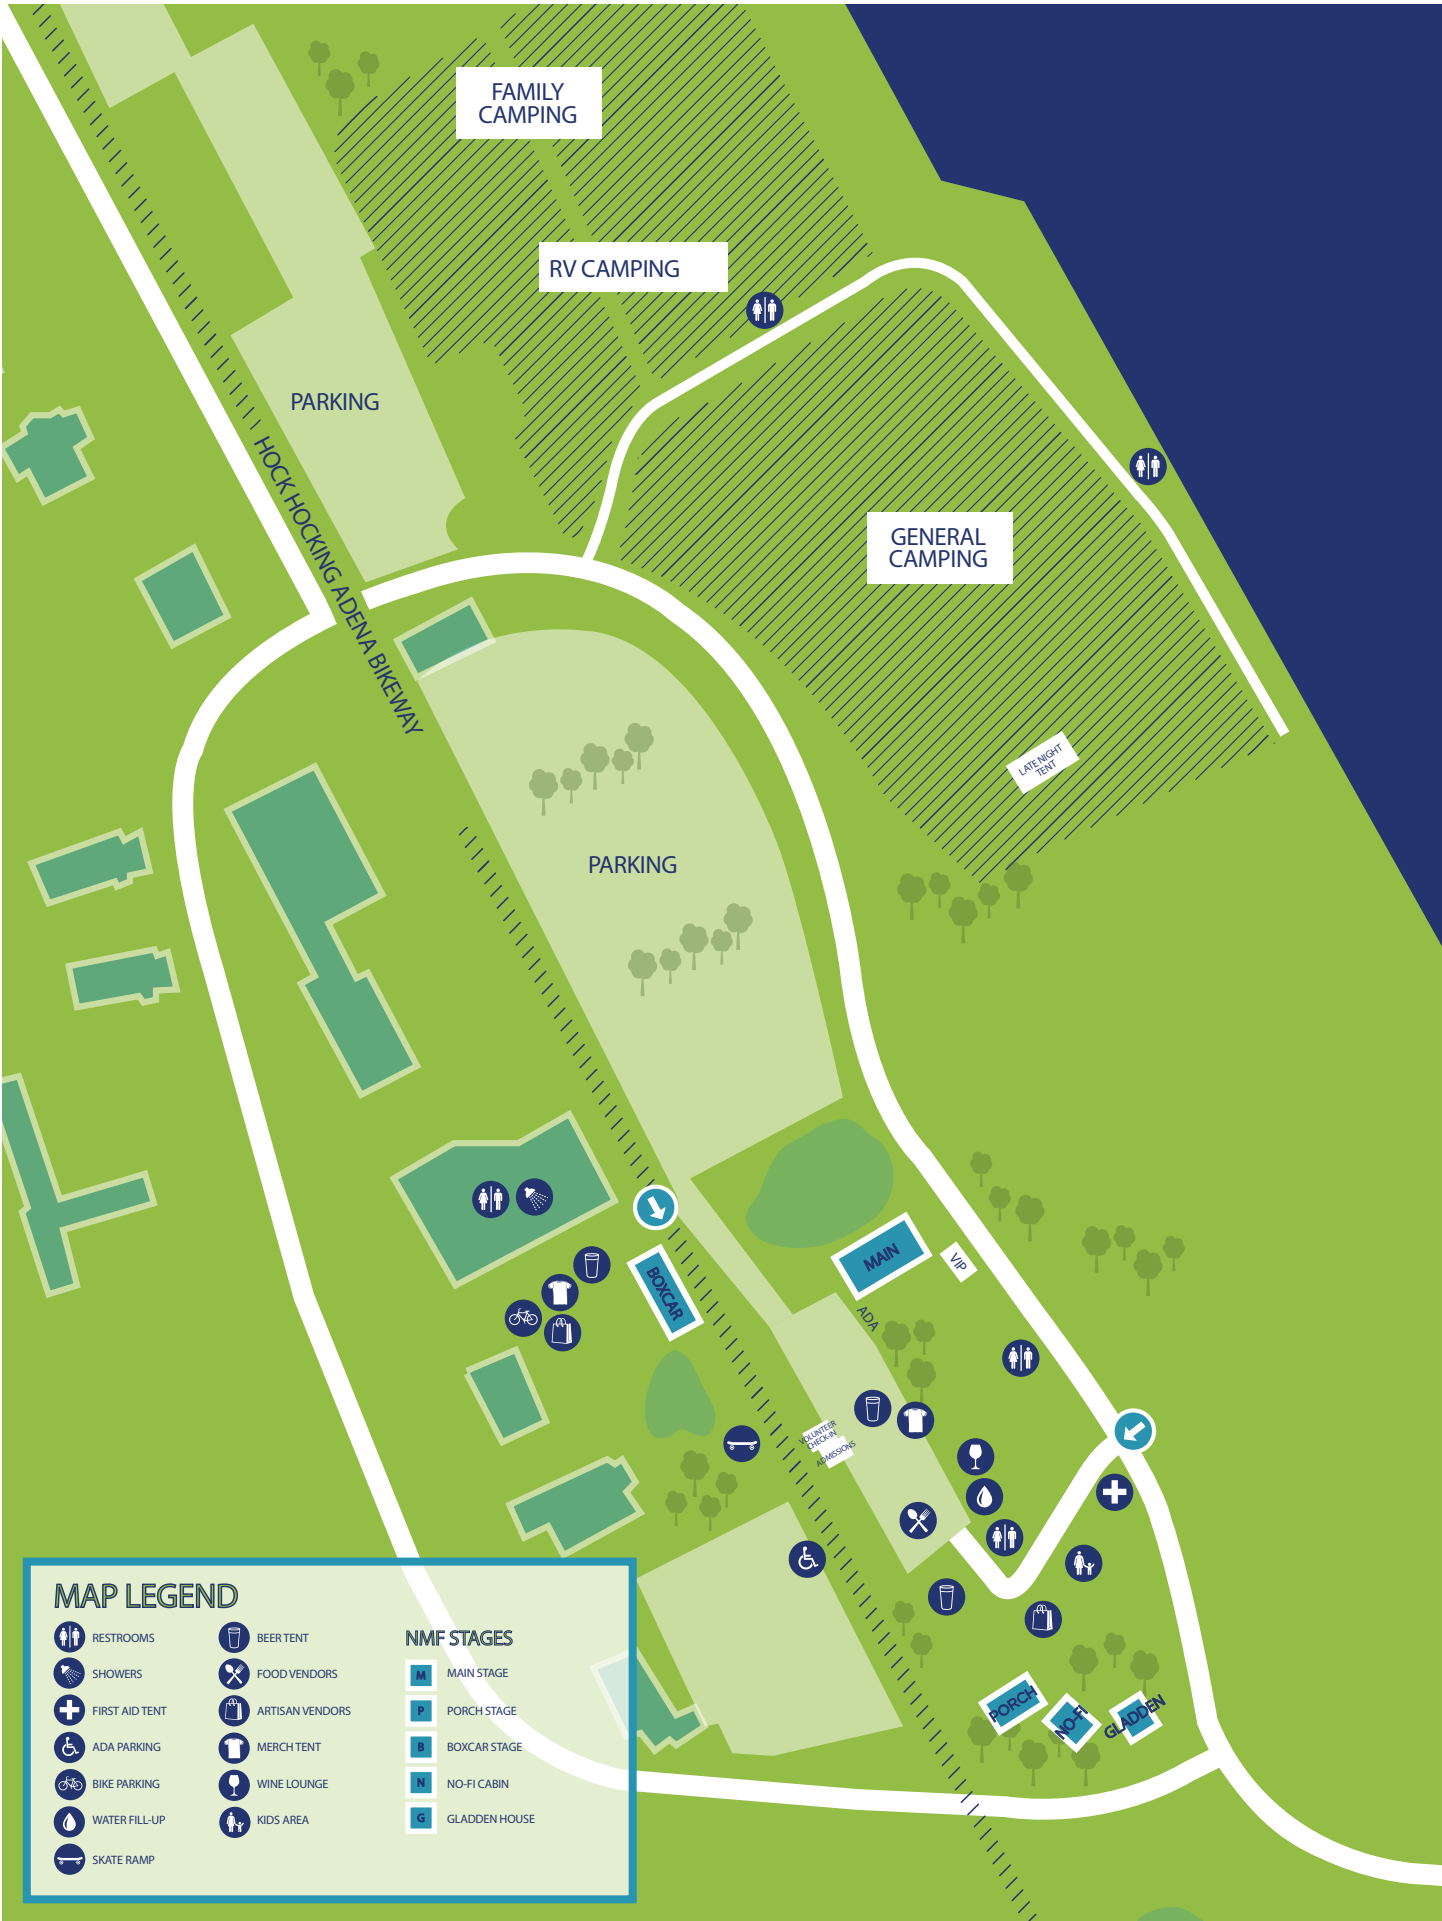 FAMILY
CAMPING
RV CAMPING
PARKING
HOCK HOCKING ADENA BIKEWAY
GENERAL
CAMPING
LATE NIGHT
TENT
PARKING
MAIN
VIP
BOXCAR
ADA
VOLUNTEER
CHECK-IN
ADMISSIONS
PORCH
NO-FI
GLADDEN
MAP LEGEND
RESTROOMS
SHOWERS
FIRST AID TENT
ADA PARKING
BIKE PARKING
WATER FILL-UP
SKATE RAMP
BEER TENT
FOOD VENDORS
ARTISAN VENDORS
MERCH TENT
WINE LOUNGE
KIDS AREA
NMF STAGES
M MAIN STAGE
P PORCH STAGE
B BOXCAR STAGE
N NO-FI CABIN
G GLADDEN HOUSE